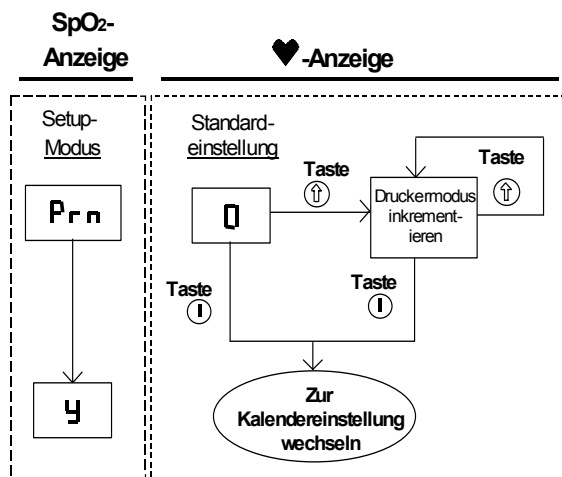 SpO2-
Anzeige
♥-Anzeige
Setup-
Modus
Standard-
einstellung
Taste
Taste
Prn
0
Druckermodus
inkrement-
ieren
Taste
Taste
y
Zur
Kalendereinstellung
wechseln